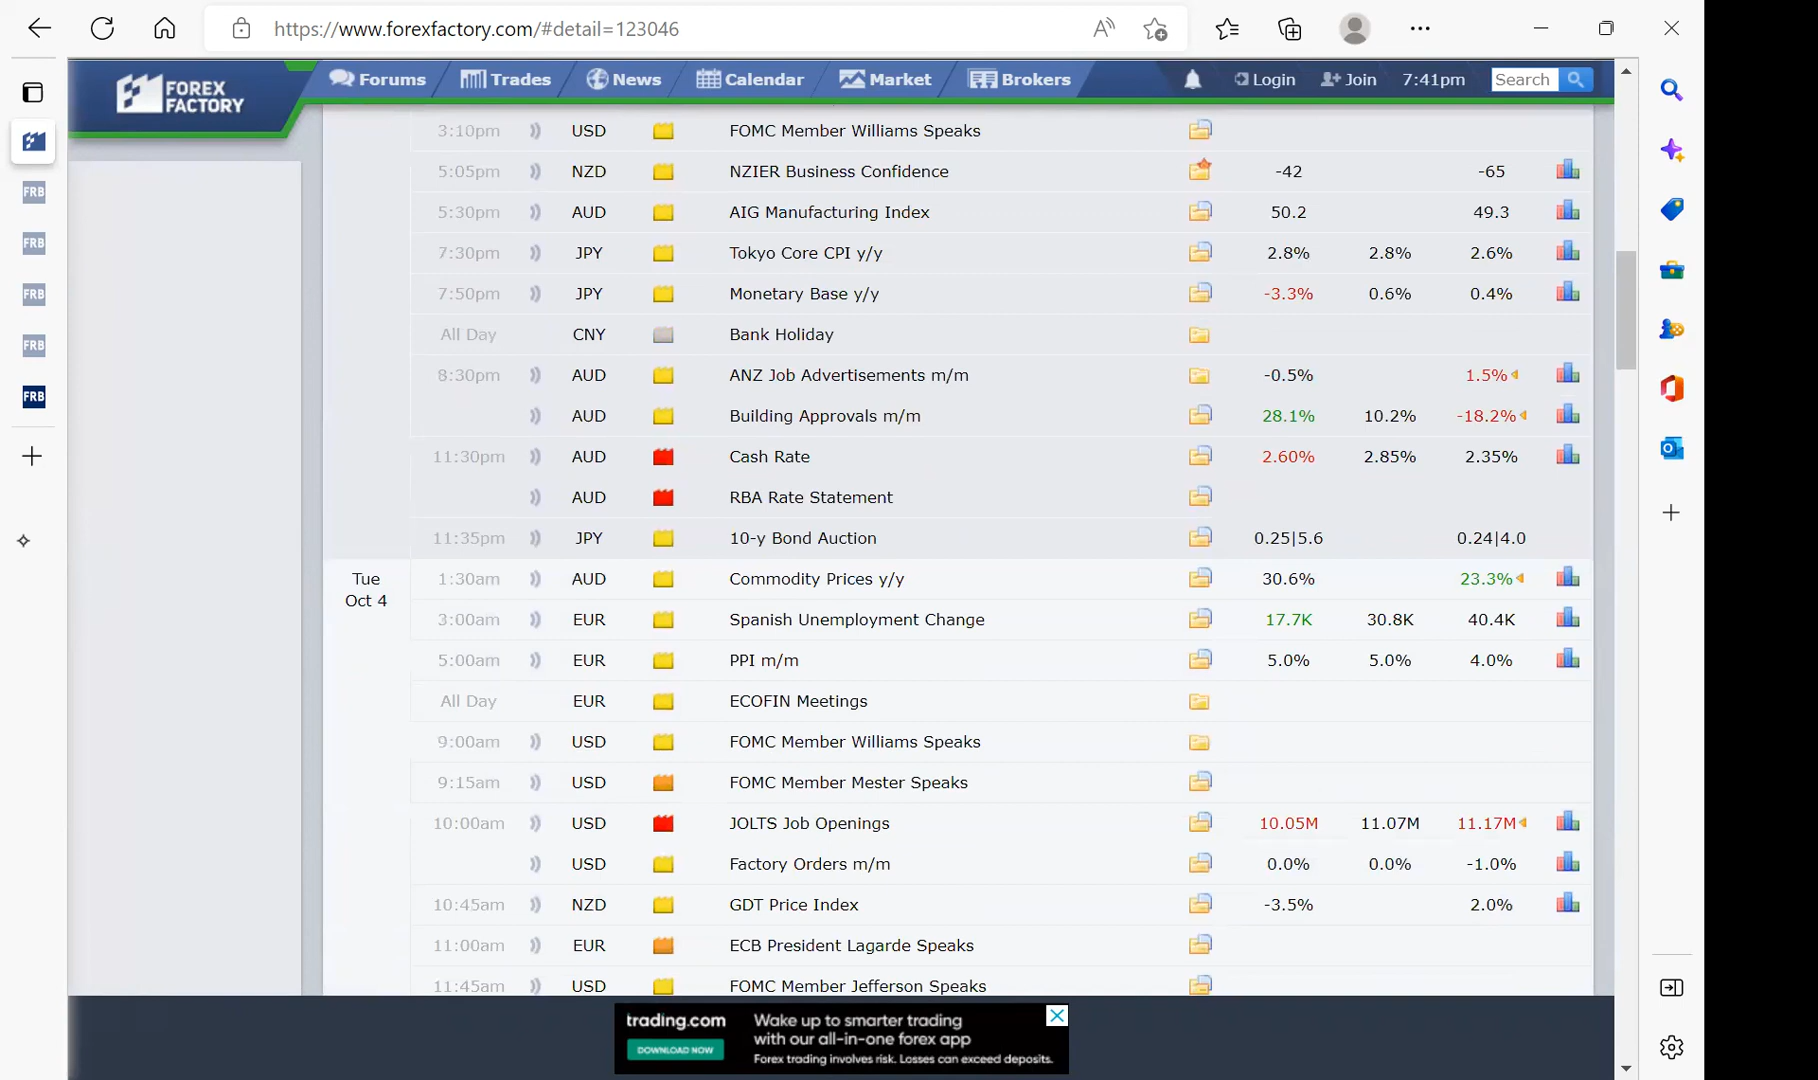 https://www.forexfactory.com/#detail=123046
FOREX FACTORY
Forums Trades News Calendar Market Brokers Login Join 7:41pm Search
3:10pm USD FOMC Member Williams Speaks
5:05pm NZD NZIER Business Confidence -42 -65
5:30pm AUD AIG Manufacturing Index 50.2 49.3
7:30pm JPY Tokyo Core CPI y/y 2.8% 2.8% 2.6%
7:50pm JPY Monetary Base y/y -3.3% 0.6% 0.4%
All Day CNY Bank Holiday
8:30pm AUD ANZ Job Advertisements m/m -0.5% 1.5%
AUD Building Approvals m/m 28.1% 10.2% -18.2%
11:30pm AUD Cash Rate 2.60% 2.85% 2.35%
AUD RBA Rate Statement
11:35pm JPY 10-y Bond Auction 0.25|5.6 0.24|4.0
Tue Oct 4 1:30am AUD Commodity Prices y/y 30.6% 23.3%
3:00am EUR Spanish Unemployment Change 17.7K 30.8K 40.4K
5:00am EUR PPI m/m 5.0% 5.0% 4.0%
All Day EUR ECOFIN Meetings
9:00am USD FOMC Member Williams Speaks
9:15am USD FOMC Member Mester Speaks
10:00am USD JOLTS Job Openings 10.05M 11.07M 11.17M
USD Factory Orders m/m 0.0% 0.0% -1.0%
10:45am NZD GDT Price Index -3.5% 2.0%
11:00am EUR ECB President Lagarde Speaks
11:45am USD FOMC Member Jefferson Speaks
FRB
FRB
FRB
FRB
FRB
trading.com
DOWNLOAD NOW
Wake up to smarter trading
with our all-in-one forex app
Forex trading involves risk. Losses can exceed deposits.